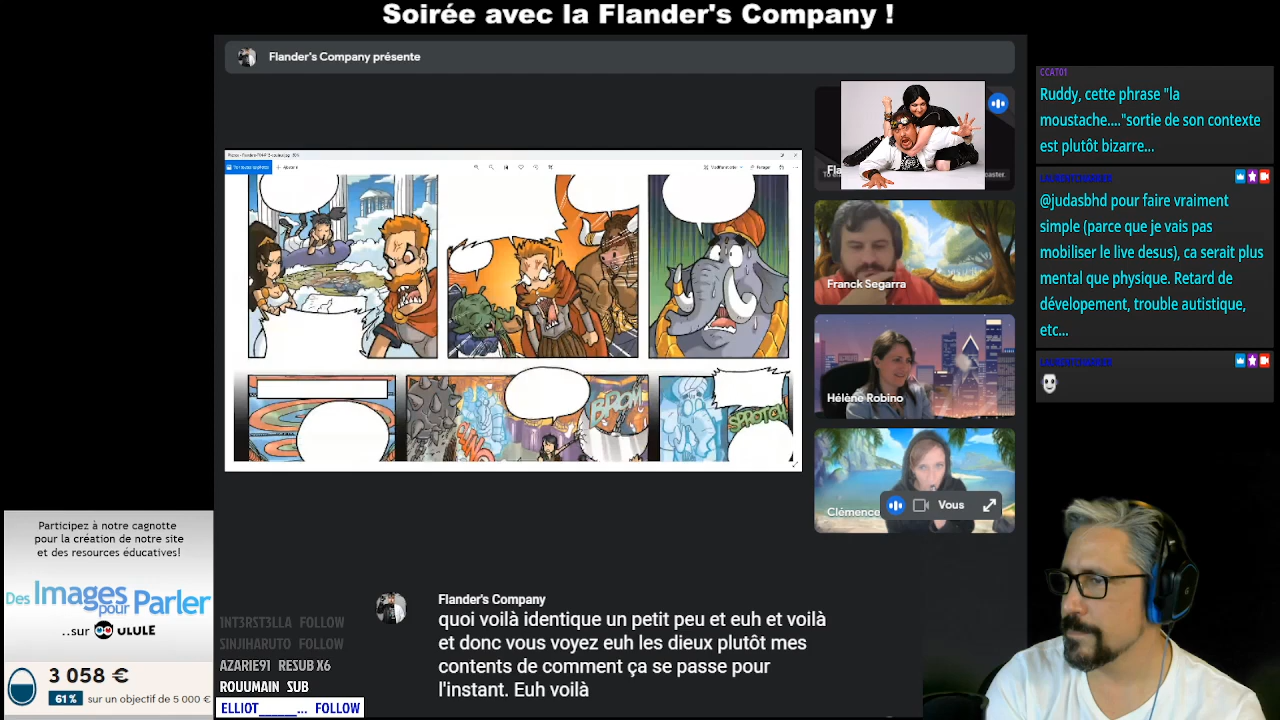 Soirée avec la Flander's Company !
Flander's Company présente
CCAT01
Ruddy, cette phrase "la
moustache...."sortie de son contexte
est plutôt bizarre...
@judasbhd pour faire vraiment
simple (parce que je vais pas
mobiliser le live desus), ca serait plus
mental que physique. Retard de
dévelopement, trouble autistique,
etc...
Franck Segarra
Hélène Robino
Clémence
Vous
BROM
SPROTCH
Participez à notre cagnotte
pour la création de notre site
et des resources éducatives!
Des Images
pour Parler
..sur ULULE
3 058 €
61 % sur un objectif de 5 000 €
1NT3R5T3LLA FOLLOW
SINJIHARUTO FOLLOW
AZARIE91 RESUB X6
ROUUMAIN SUB
ELLIOT______... FOLLOW
Flander's Company
quoi voilà identique un petit peu et euh et voilà
et donc vous voyez euh les dieux plutôt mes
contents de comment ça se passe pour
l'instant. Euh voilà